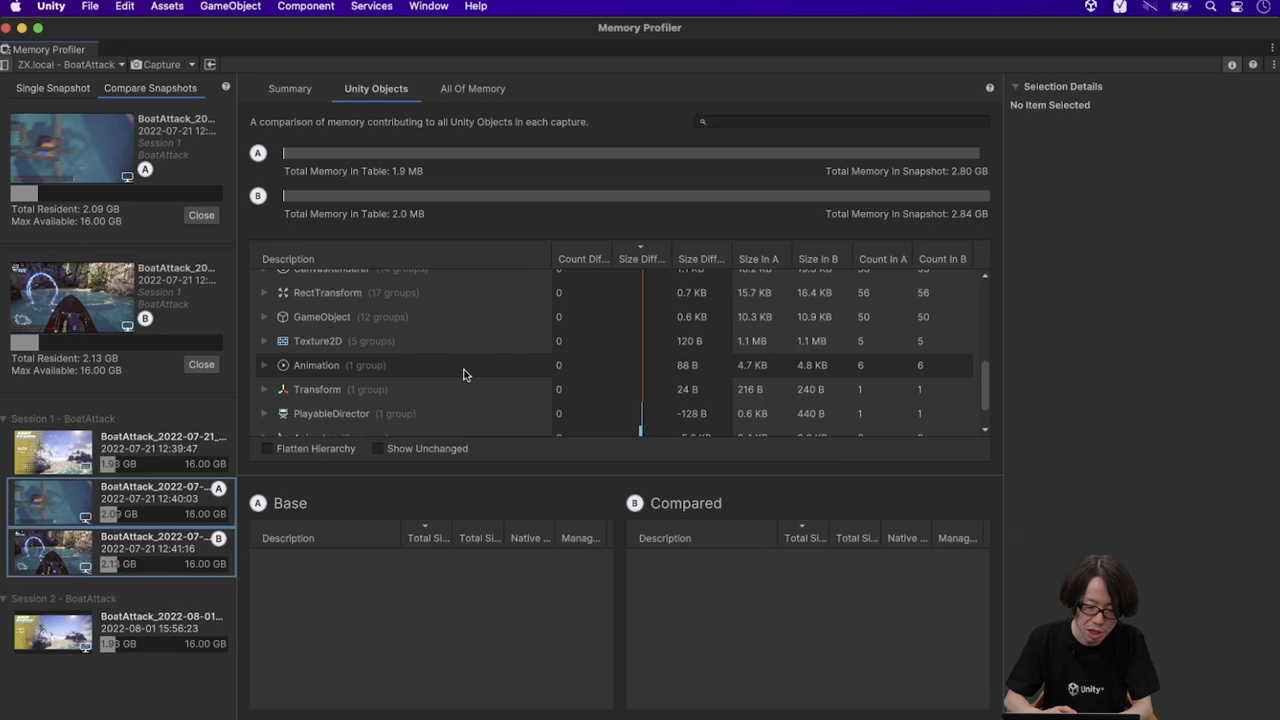 Unity File Edit Assets GameObject Component Services Window Help
Memory Profiler
Memory Profiler
ZX.local - BoatAttack Capture
Single Snapshot Compare Snapshots
BoatAttack_20...
2022-07-21 12:...
Session 1
BoatAttack
A
Total Resident: 2.09 GB
Max Available: 16.00 GB
Close
BoatAttack_20...
2022-07-21 12:...
Session 1
BoatAttack
B
Total Resident: 2.13 GB
Max Available: 16.00 GB
Close
Session 1 - BoatAttack
BoatAttack_2022-07-21_...
2022-07-21 12:39:47
1.93 GB 16.00 GB
BoatAttack_2022-07-... A
2022-07-21 12:40:03
2.09 GB 16.00 GB
BoatAttack_2022-07-... B
2022-07-21 12:41:16
2.13 GB 16.00 GB
Session 2 - BoatAttack
BoatAttack_2022-08-01...
2022-08-01 15:56:23
1.93 GB 16.00 GB
Summary Unity Objects All Of Memory
A comparison of memory contributing to all Unity Objects in each capture.
A
Total Memory In Table: 1.9 MB Total Memory In Snapshot: 2.80 GB
B
Total Memory In Table: 2.0 MB Total Memory In Snapshot: 2.84 GB
Description Count Dif... Size Diff... Size Diff... Size In A Size In B Count In A Count In B
RectTransform (17 groups) 0 0.7 KB 15.7 KB 16.4 KB 56 56
GameObject (12 groups) 0 0.6 KB 10.3 KB 10.9 KB 50 50
Texture2D (5 groups) 0 120 B 1.1 MB 1.1 MB 5 5
Animation (1 group) 0 88 B 4.7 KB 4.8 KB 6 6
Transform (1 group) 0 24 B 216 B 240 B 1 1
PlayableDirector (1 group) 0 -128 B 0.6 KB 440 B 1 1
Flatten Hierarchy Show Unchanged
A Base
Description Total Si... Total Si... Native ... Manag...
B Compared
Description Total Si... Total Si... Native ... Manag...
Selection Details
No Item Selected
Unity